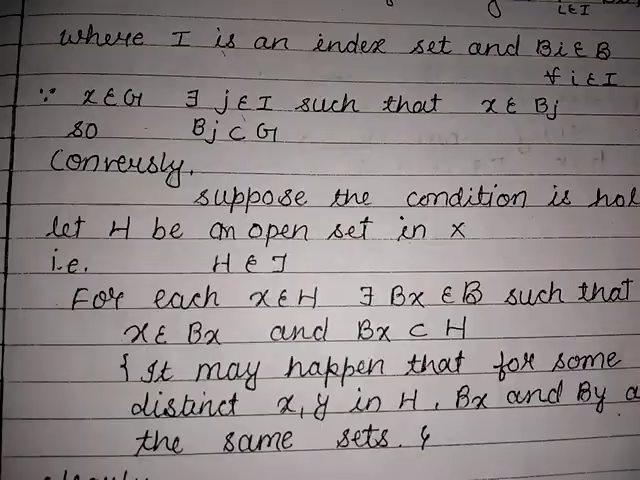 i∈I
where I is an index set and Bi ∈ B
∀ i∈I
∵ x∈G ∃ j∈I such that x∈ Bj
so Bj ⊂ G
Conversly,
suppose the condition is hol
let H be an open set in X
i.e. H ∈ J
For each x∈H ∃ Bx ∈ B such that
x∈ Bx and Bx ⊂ H
{ It may happen that for some
distinct x, y in H, Bx and By a
the same sets. }